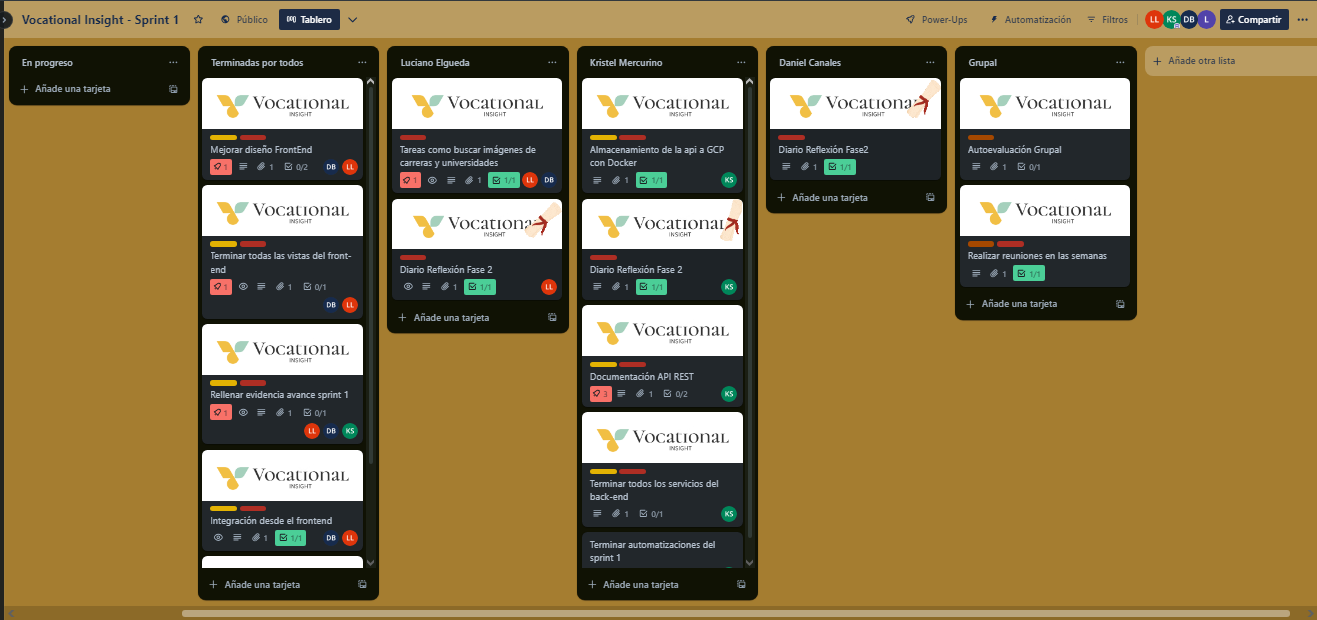 Vocational Insight - Sprint 1
Público
Tablero
Power-Ups
Automatización
Filtros
LL
KS
DB
L
Compartir
En progreso
Añade una tarjeta
Terminadas por todos
Vocational
INSIGHT
Mejorar diseño FrontEnd
1
1
0/2
DB
LL
Vocational
INSIGHT
Terminar todas las vistas del front-
end
1
1
0/1
DB
LL
Vocational
INSIGHT
Rellenar evidencia avance sprint 1
1
1
0/1
LL
DB
KS
Vocational
INSIGHT
Integración desde el frontend
1
1/1
DB
LL
Añade una tarjeta
Luciano Elgueda
Vocational
INSIGHT
Tareas como buscar imágenes de
carreras y universidades
1
1
1/1
LL
DB
Vocational
INSIGHT
Diario Reflexión Fase 2
1
1/1
LL
Añade una tarjeta
Kristel Mercurino
Vocational
INSIGHT
Almacenamiento de la api a GCP
con Docker
1
1/1
KS
Vocational
INSIGHT
Diario Reflexión Fase 2
1
1/1
KS
Vocational
INSIGHT
Documentación API REST
3
1
0/2
KS
Vocational
INSIGHT
Terminar todos los servicios del
back-end
1
0/1
KS
Terminar automatizaciones del
sprint 1
Añade una tarjeta
Daniel Canales
Vocational
INSIGHT
Diario Reflexión Fase2
1
1/1
Añade una tarjeta
Grupal
Vocational
INSIGHT
Autoevaluación Grupal
1
0/1
Vocational
INSIGHT
Realizar reuniones en las semanas
1
1/1
Añade una tarjeta
Añade otra lista